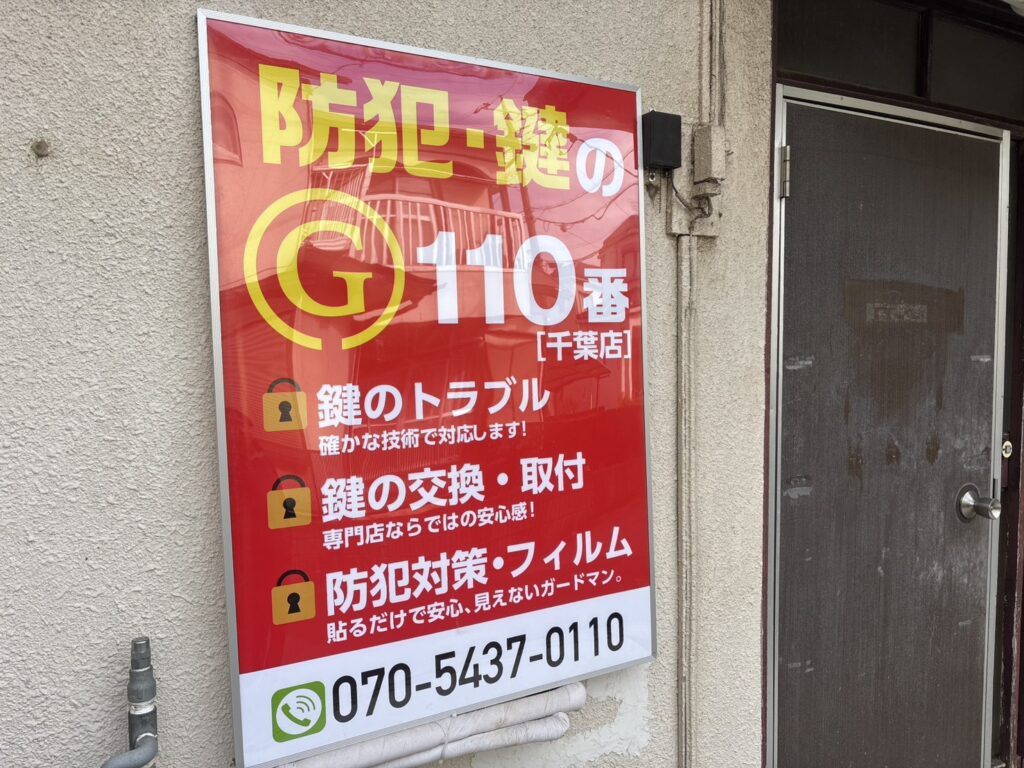 防犯・鍵の
G 110番
[千葉店]
鍵のトラブル
確かな技術で対応します!
鍵の交換・取付
専門店ならではの安心感!
防犯対策・フィルム
貼るだけで安心、見えないガードマン。
070-5437-0110